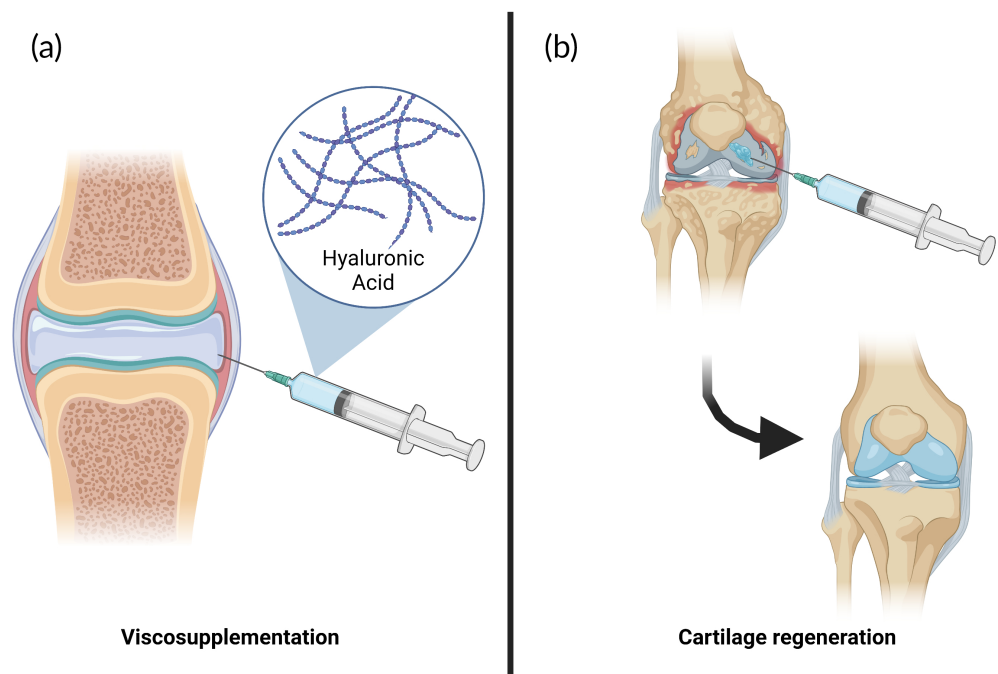 (a)
Hyaluronic
Acid
Viscosupplementation
(b)
Cartilage regeneration